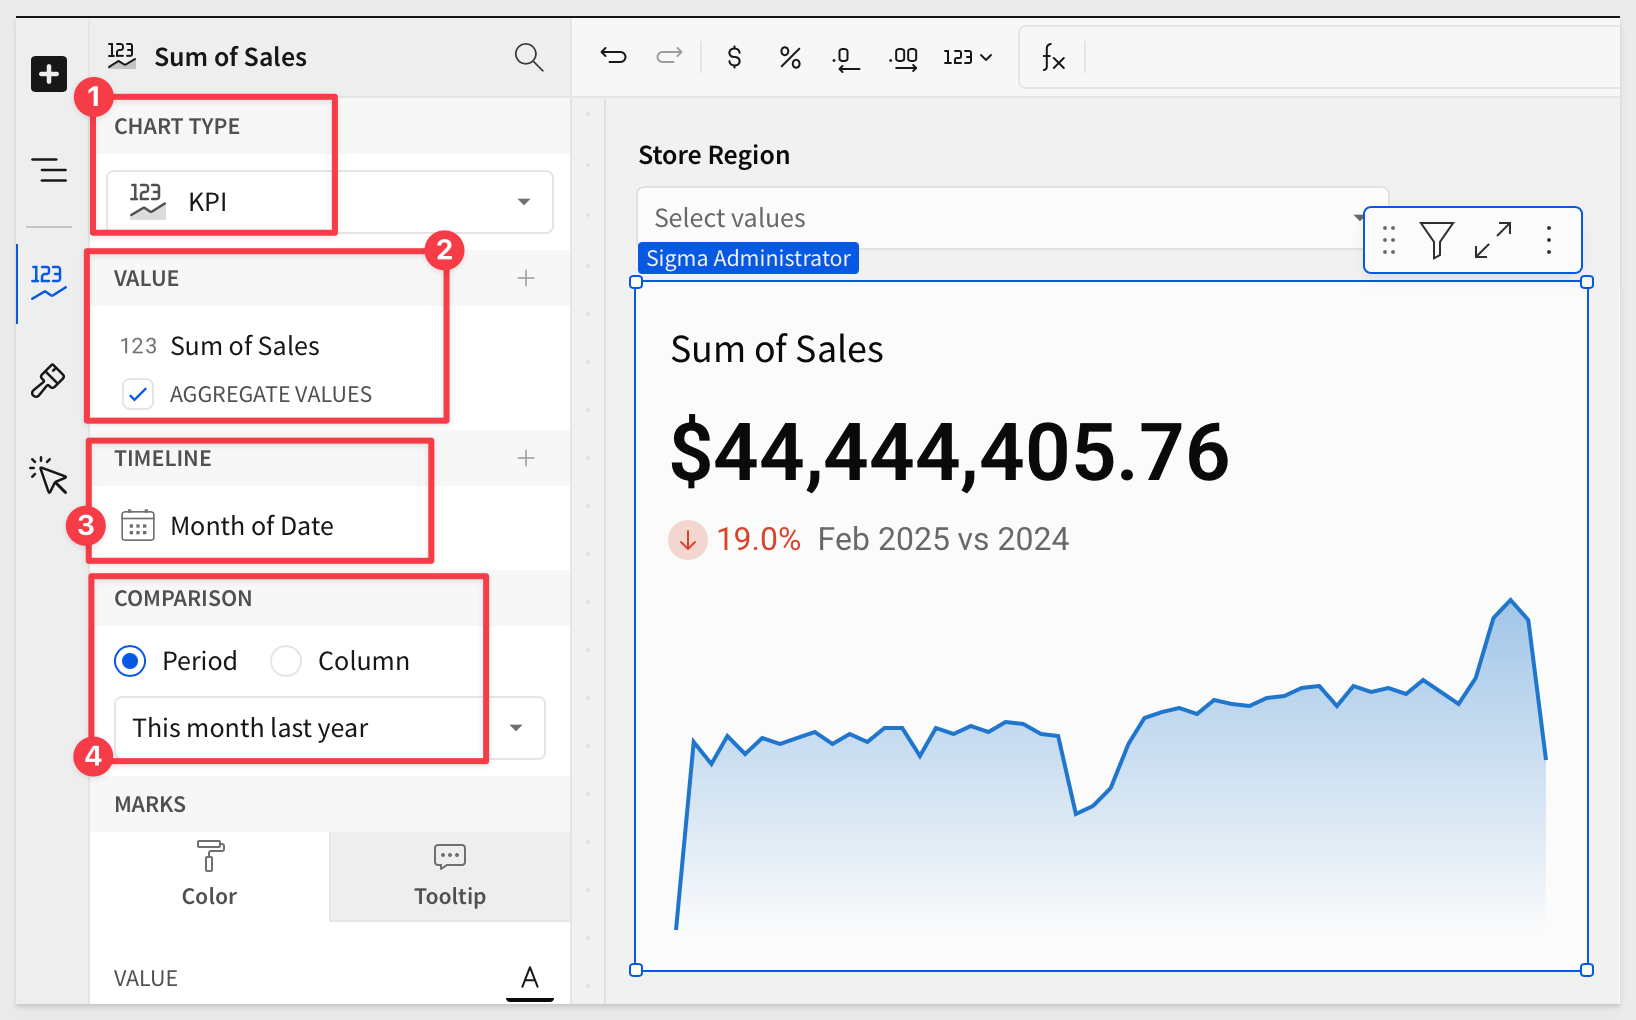 123 Sum of Sales
$ % .0 .00 123 fx
1
CHART TYPE
123 KPI
2
VALUE
123 Sum of Sales
AGGREGATE VALUES
TIMELINE
3
Month of Date
COMPARISON
Period Column
This month last year
4
MARKS
Color Tooltip
VALUE A
123
Store Region
Select values
Sigma Administrator
Sum of Sales
$44,444,405.76
19.0% Feb 2025 vs 2024